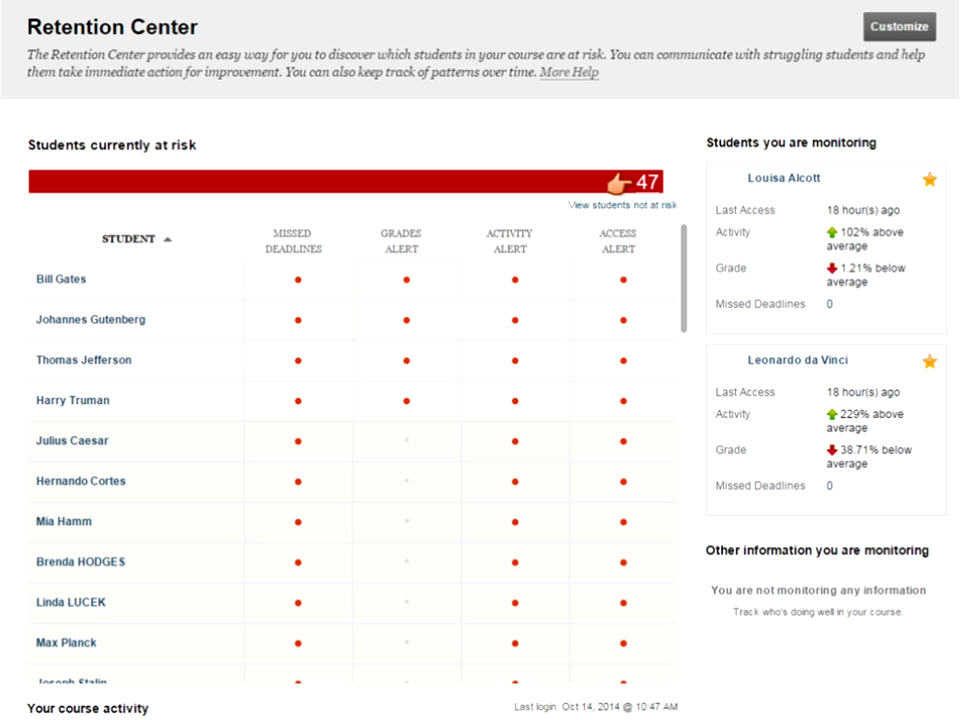 Retention Center
Customize
The Retention Center provides an easy way for you to discover which students in your course are at risk. You can communicate with struggling students and help
them take immediate action for improvement. You can also keep track of patterns over time. More Help
Students currently at risk
47
View students not at risk
STUDENT
MISSED DEADLINES
GRADES ALERT
ACTIVITY ALERT
ACCESS ALERT
Bill Gates
Johannes Gutenberg
Thomas Jefferson
Harry Truman
Julius Caesar
Hernando Cortes
Mia Hamm
Brenda HODGES
Linda LUCEK
Max Planck
Joseph Stalin
Your course activity
Last login: Oct 14, 2014 @ 10:47 AM
Students you are monitoring
Louisa Alcott
Last Access 18 hour(s) ago
Activity 102% above
average
Grade 1.21% below
average
Missed Deadlines 0
Leonardo da Vinci
Last Access 18 hour(s) ago
Activity 229% above
average
Grade 38.71% below
average
Missed Deadlines 0
Other information you are monitoring
You are not monitoring any information
Track who's doing well in your course.